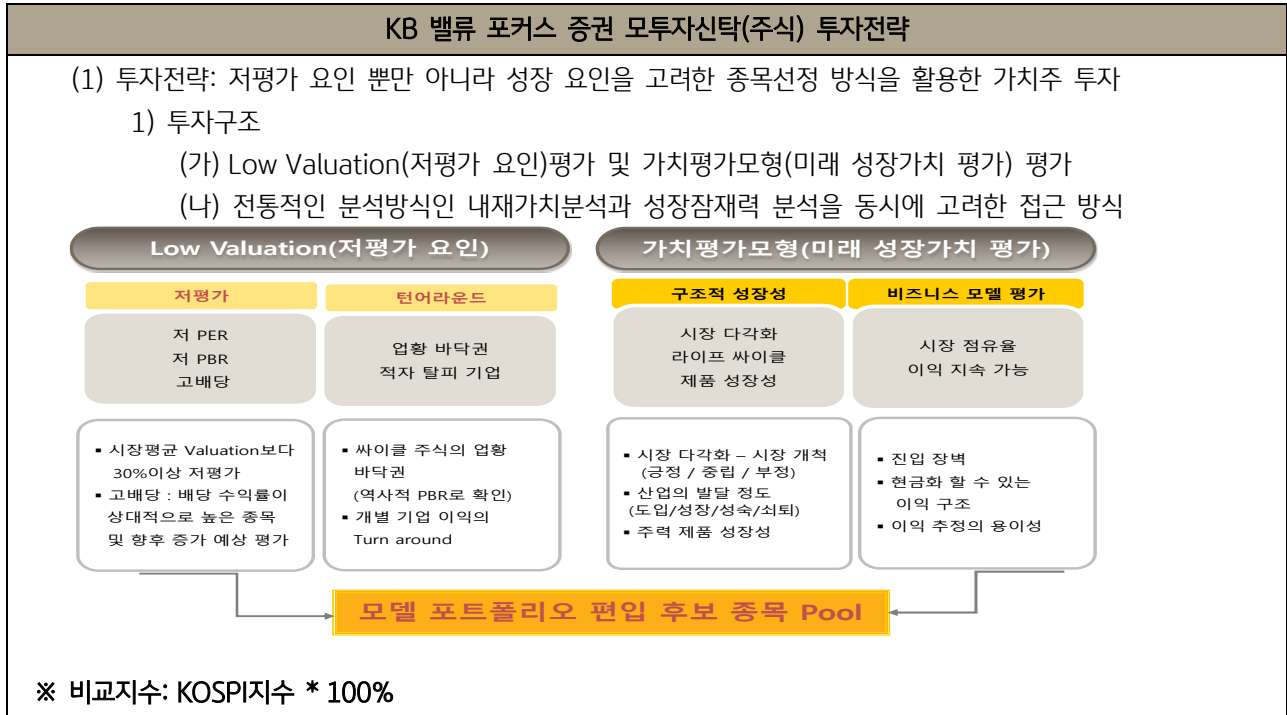 KB 밸류 포커스 증권 모투자신탁(주식) 투자전략
(1) 투자전략: 저평가 요인 뿐만 아니라 성장 요인을 고려한 종목선정 방식을 활용한 가치주 투자
1) 투자구조
(가) Low Valuation(저평가 요인)평가 및 가치평가모형(미래 성장가치 평가) 평가
(나) 전통적인 분석방식인 내재가치분석과 성장잠재력 분석을 동시에 고려한 접근 방식
Low Valuation(저평가 요인)
저평가
저 PER
저 PBR
고배당
▪ 시장평균 Valuation보다
30%이상 저평가
▪ 고배당 : 배당 수익률이
상대적으로 높은 종목
및 향후 증가 예상 평가
턴어라운드
업황 바닥권
적자 탈피 기업
▪ 싸이클 주식의 업황
바닥권
(역사적 PBR로 확인)
▪ 개별 기업 이익의
Turn around
가치평가모형(미래 성장가치 평가)
구조적 성장성
시장 다각화
라이프 싸이클
제품 성장성
▪ 시장 다각화 – 시장 개척
(긍정 / 중립 / 부정)
▪ 산업의 발달 정도
(도입/성장/성숙/쇠퇴)
▪ 주력 제품 성장성
비즈니스 모델 평가
시장 점유율
이익 지속 가능
▪ 진입 장벽
▪ 현금화 할 수 있는
이익 구조
▪ 이익 추정의 용이성
모델 포트폴리오 편입 후보 종목 Pool
※ 비교지수: KOSPI지수 * 100%